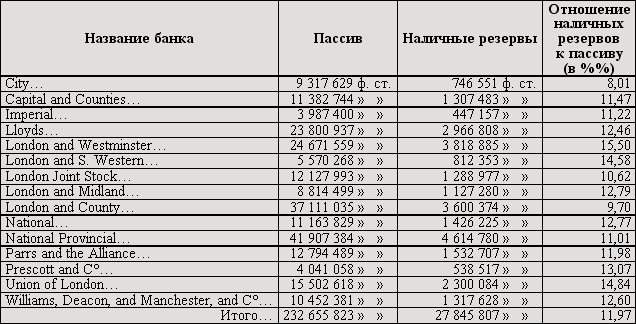 Название банка Пассив Наличные резервы Отношение
наличных
резервов
к пассиву
(в %%)
City… 9 317 629 ф. ст. 746 551 ф. ст. 8,01
Capital and Counties… 11 382 744 » » 1 307 483 » » 11,47
Imperial… 3 987 400 » » 447 157 » » 11,22
Lloyds… 23 800 937 » » 2 966 808 » » 12,46
London and Westminster… 24 671 559 » » 3 818 885 » » 15,50
London and S. Western… 5 570 268 » » 812 353 » » 14,58
London Joint Stock… 12 127 993 » » 1 288 977 » » 10,62
London and Midland… 8 814 499 » » 1 127 280 » » 12,79
London and County… 37 111 035 » » 3 600 374 » » 9,70
National… 11 163 829 » » 1 426 225 » » 12,77
National Provincial… 41 907 384 » » 4 614 780 » » 11,01
Parrs and the Alliance… 12 794 489 » » 1 532 707 » » 11,98
Prescott and C°… 4 041 058 » » 538 517 » » 13,07
Union of London… 15 502 618 » » 2 300 084 » » 14,84
Williams, Deacon, and Manchester, and C°… 10 452 381 » » 1 317 628 » » 12,60
Итого… 232 655 823 » » 27 845 807 » » 11,97